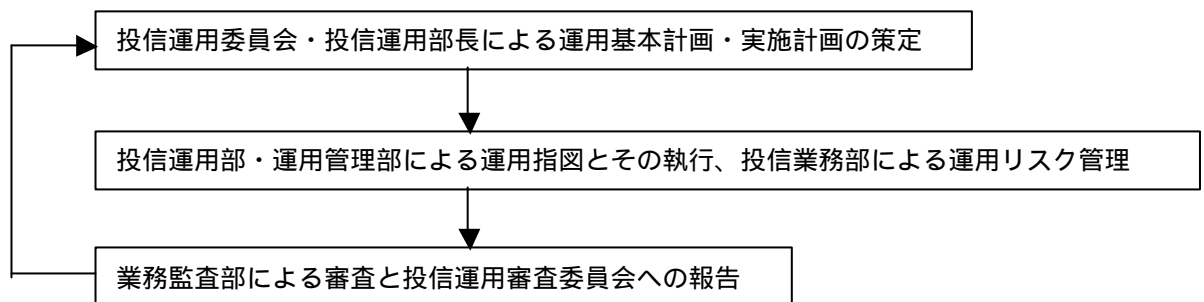 投信運用委員会・投信運用部長による運用基本計画・実施計画の策定
投信運用部・運用管理部による運用指図とその執行、投信業務部による運用リスク管理
業務監査部による審査と投信運用審査委員会への報告